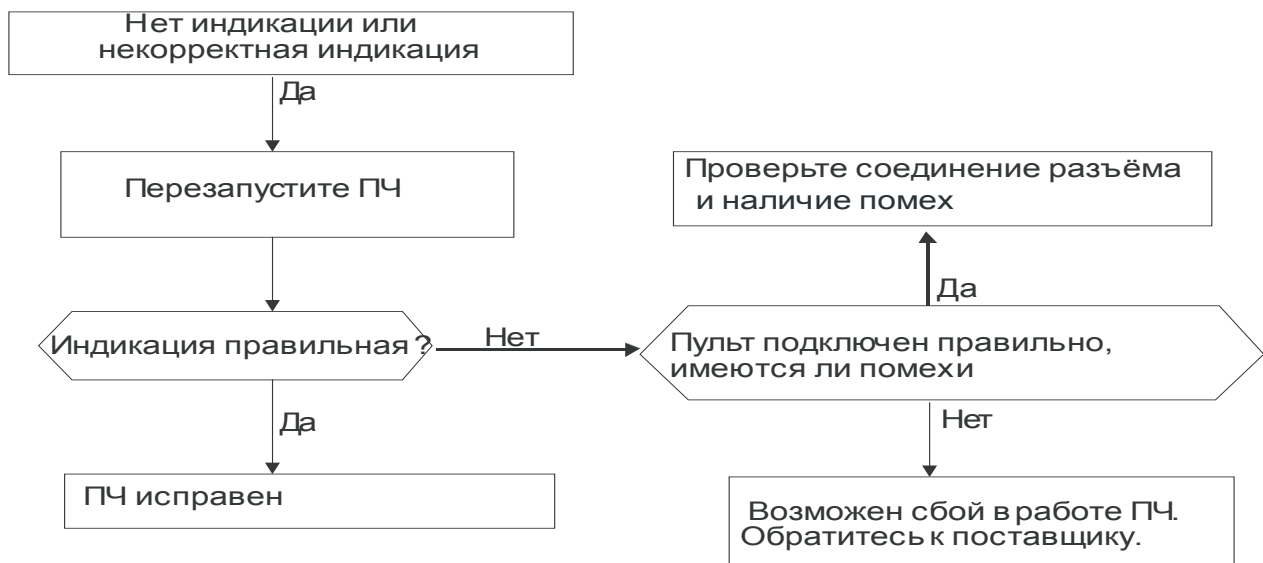 Нет индикации или
некорректная индикация
Да
Перезапустите ПЧ
Проверьте соединение разъёма
и наличие помех
Да
Индикация правильная?
Нет
Пульт подключен правильно,
имеются ли помехи
Да
Нет
ПЧ исправен
Возможен сбой в работе ПЧ.
Обратитесь к поставщику.